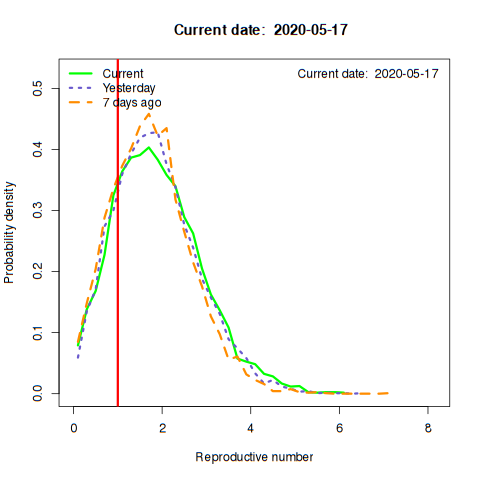 Current date: 2020-05-17
Current
Current date: 2020-05-17
Yesterday
7 days ago
Probability density
0.5
0.4
0.3
0.2
0.1
0.0
0 2 4 6 8
Reproductive number